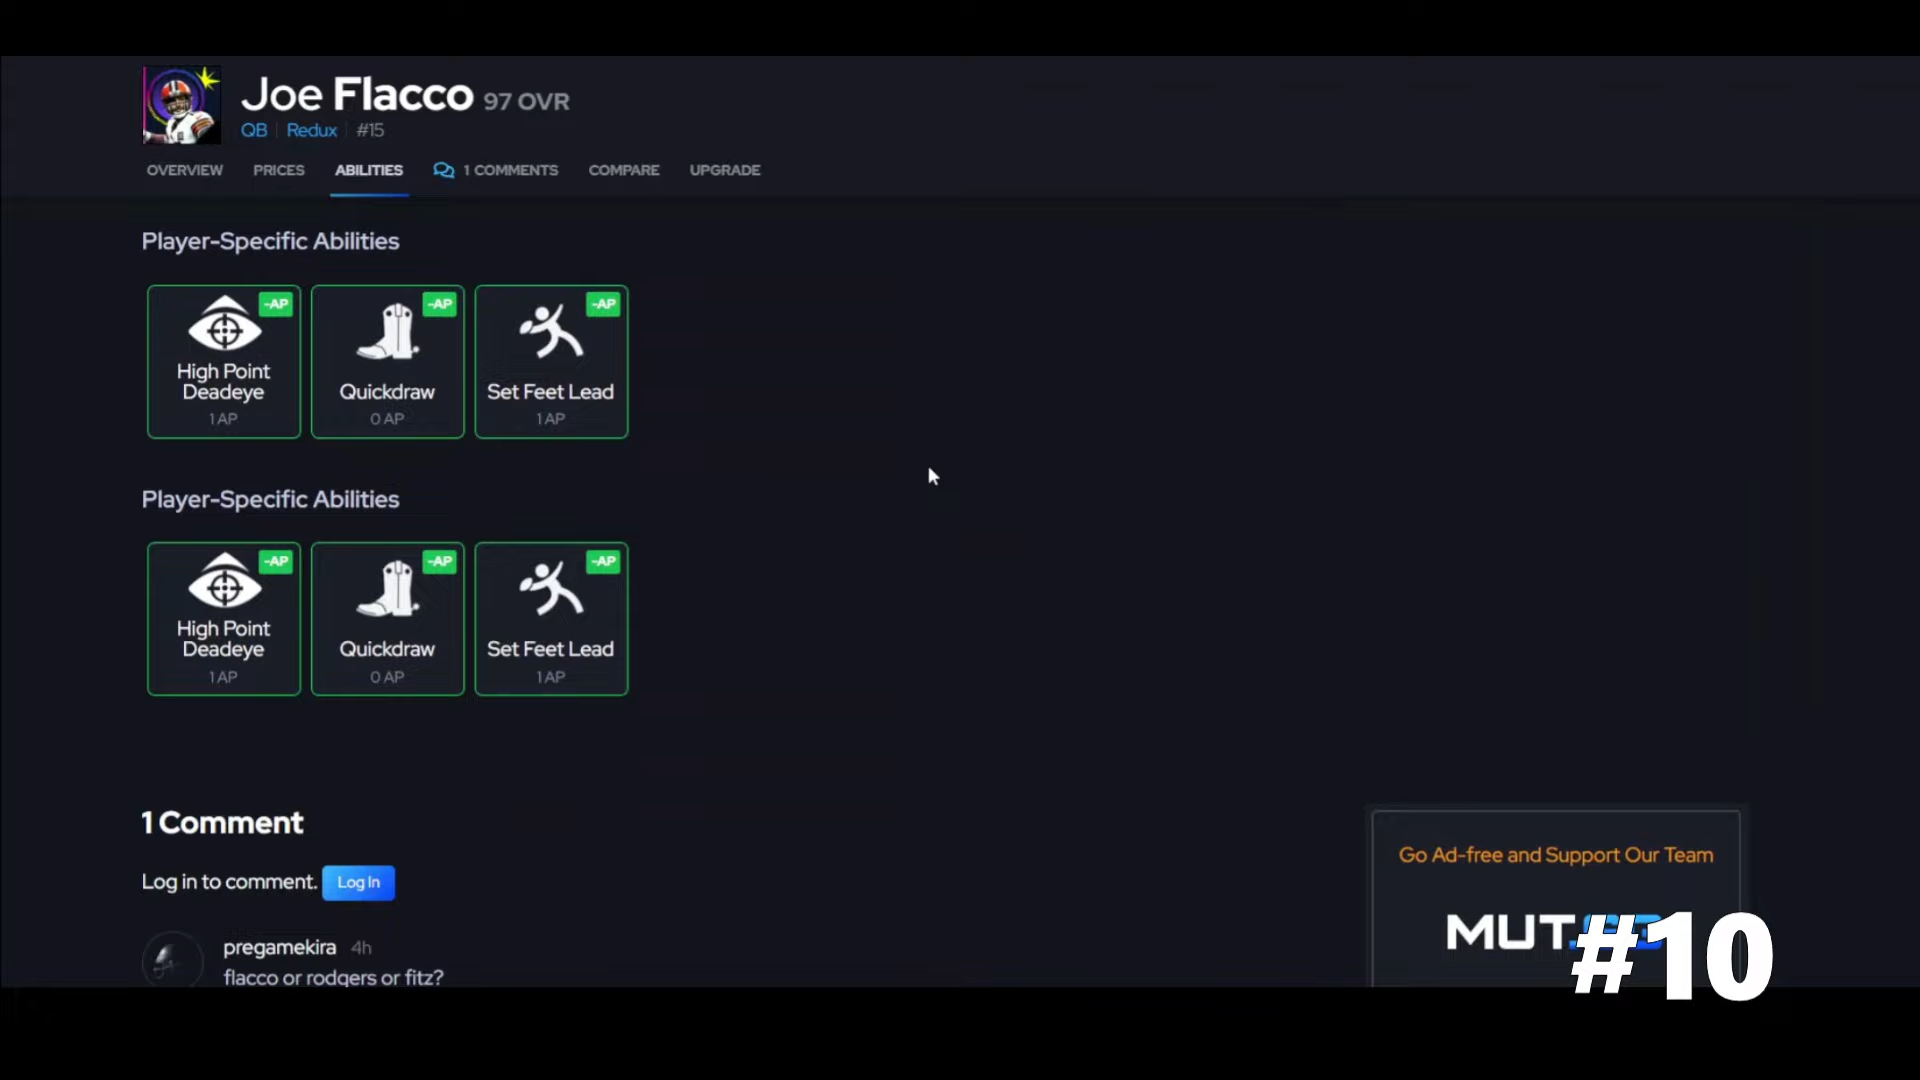 Joe Flacco 97 OVR
QB Redux #15
OVERVIEW PRICES ABILITIES 1 COMMENTS COMPARE UPGRADE
Player-Specific Abilities
-AP -AP -AP
High Point Deadeye Quickdraw Set Feet Lead
1 AP 0 AP 1 AP
Player-Specific Abilities
-AP -AP -AP
High Point Deadeye Quickdraw Set Feet Lead
1 AP 0 AP 1 AP
1 Comment
Log in to comment. Log In
pregamekira 4h
flacco or rodgers or fitz?
Go Ad-free and Support Our Team
MUT
#10